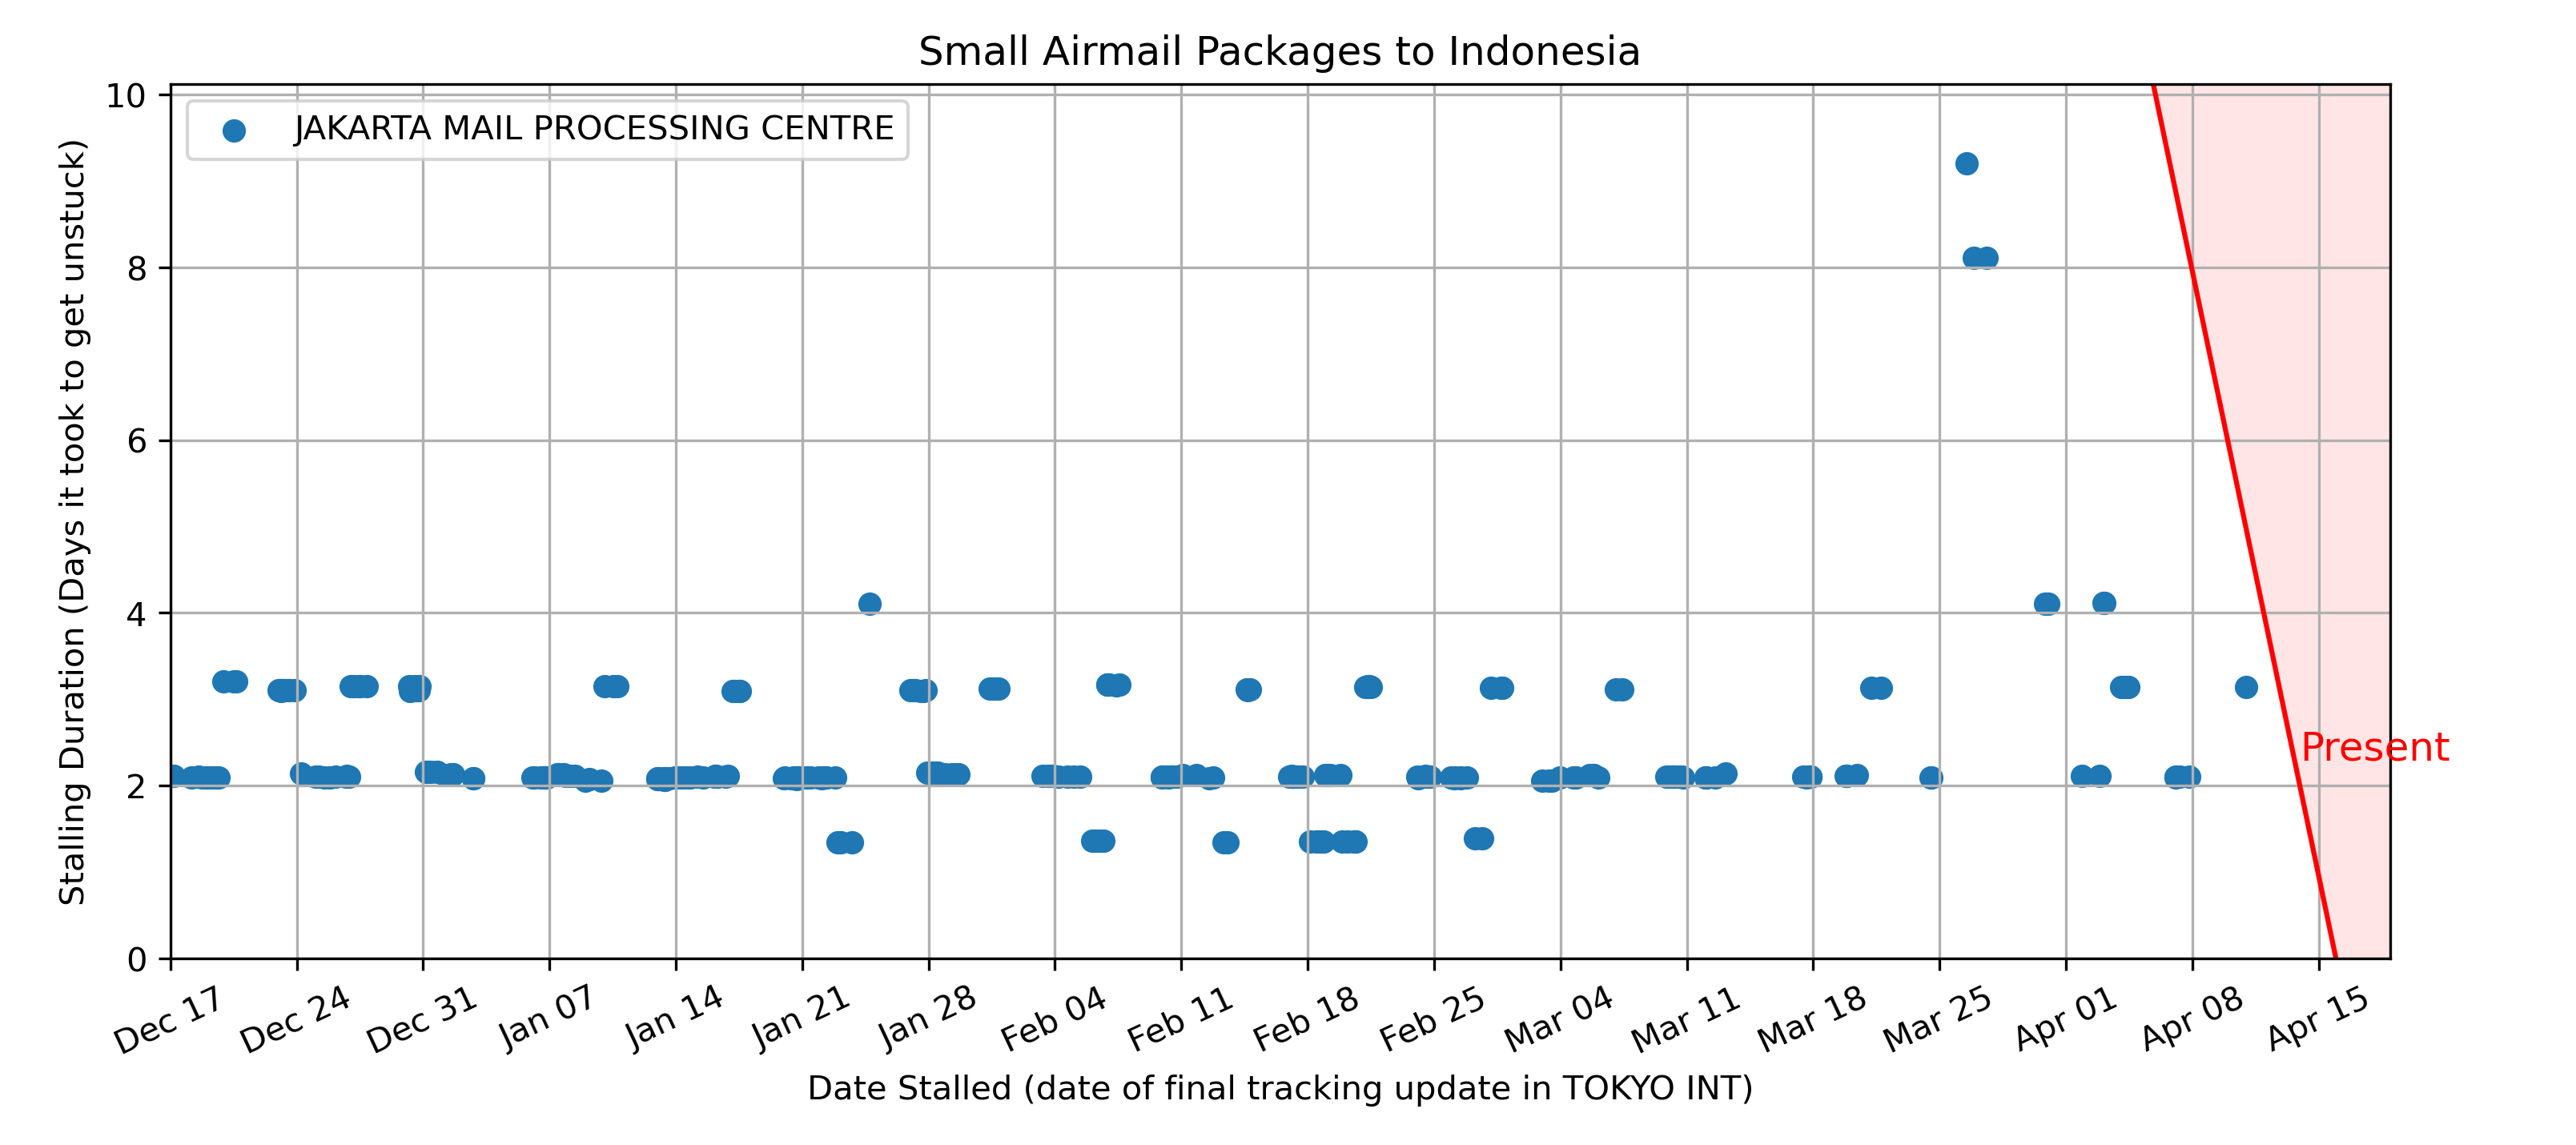 Small Airmail Packages to Indonesia
JAKARTA MAIL PROCESSING CENTRE
Stalling Duration (Days it took to get unstuck)
10
8
6
4
2
0
Present
Dec 17
Dec 24
Dec 31
Jan 07
Jan 14
Jan 21
Jan 28
Feb 04
Feb 11
Feb 18
Feb 25
Mar 04
Mar 11
Mar 18
Mar 25
Apr 01
Apr 08
Apr 15
Date Stalled (date of final tracking update in TOKYO INT)